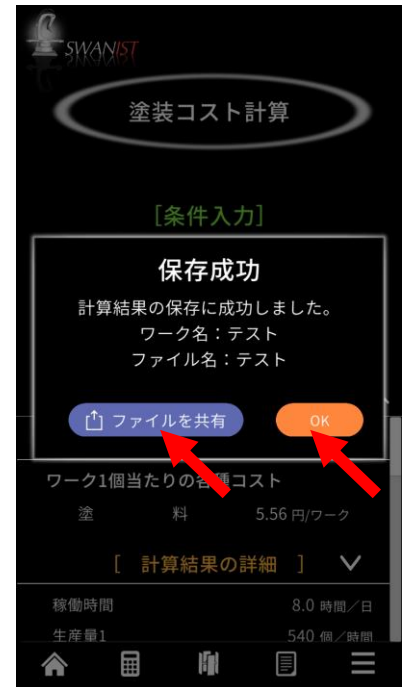 SWANIST
塗装コスト計算
[条件入力]
保存成功
計算結果の保存に成功しました。
ワーク名：テスト
ファイル名：テスト
ファイルを共有
OK
ワーク1個当たりの各種コスト
塗 料 5.56 円/ワーク
[ 計算結果の詳細 ]
稼働時間 8.0 時間／日
生産量1 540 個／時間